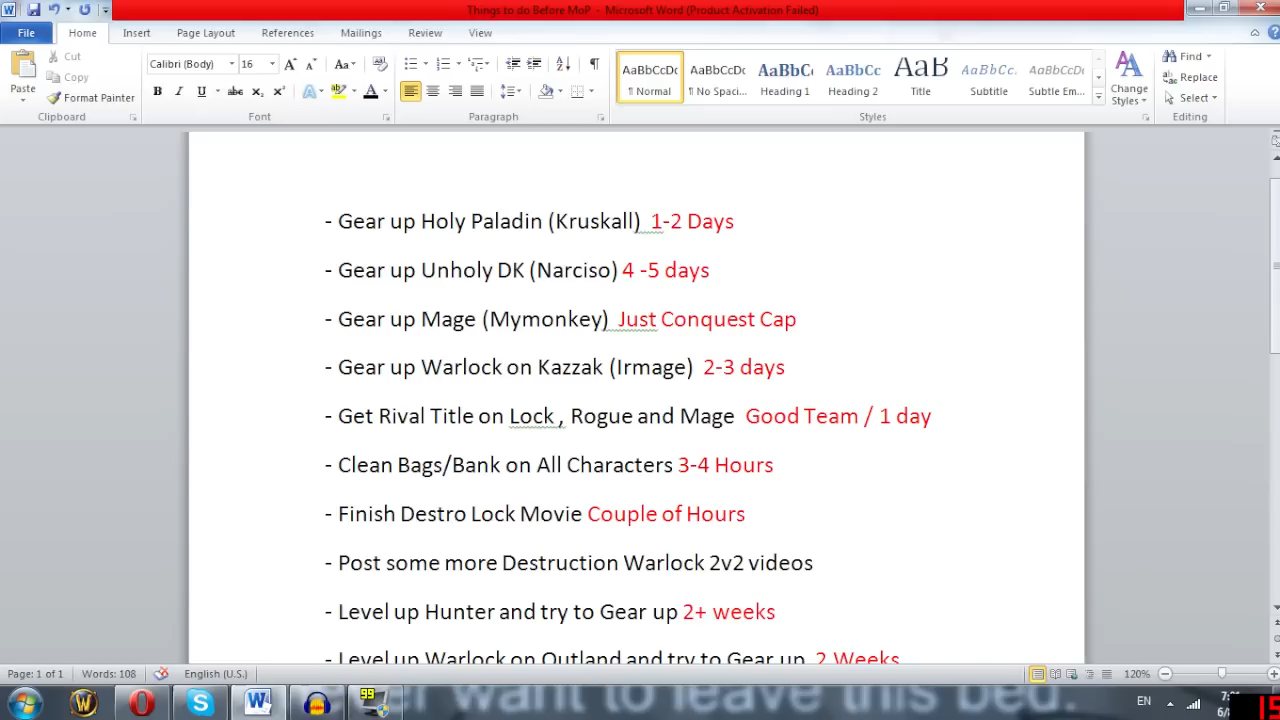 Things to do Before MoP - Microsoft Word (Product Activation Failed)
File Home Insert Page Layout References Mailings Review View
Paste Cut Copy Format Painter
Calibri (Body) 16
AaBbCcDc AaBbCcDc AaBbC AaBbCc AaB AaBbCc. AaBbCcDc
¶ Normal ¶ No Spaci... Heading 1 Heading 2 Title Subtitle Subtle Em...
Change Styles
Find Replace Select
Clipboard Font Paragraph Styles Editing
- Gear up Holy Paladin (Kruskall) 1-2 Days
- Gear up Unholy DK (Narciso) 4 -5 days
- Gear up Mage (Mymonkey) Just Conquest Cap
- Gear up Warlock on Kazzak (Irmage) 2-3 days
- Get Rival Title on Lock , Rogue and Mage Good Team / 1 day
- Clean Bags/Bank on All Characters 3-4 Hours
- Finish Destro Lock Movie Couple of Hours
- Post some more Destruction Warlock 2v2 videos
- Level up Hunter and try to Gear up 2+ weeks
- Level up Warlock on Outland and try to Gear up 2 Weeks
Page: 1 of 1 Words: 108 English (U.S.) 120%
want to leave this bed.
99 EN